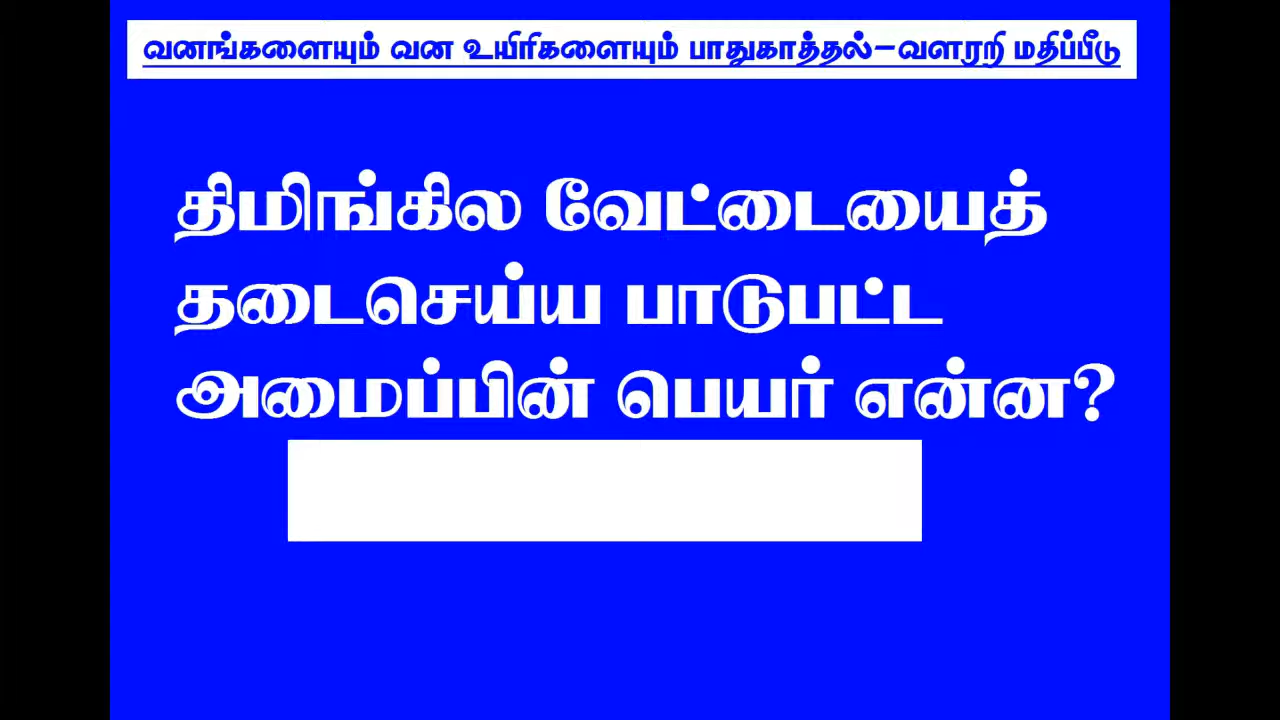 வனங்களையும் வன உயிரிகளையும் பாதுகாத்தல்-வளரறி மதிப்பீடு
திமிங்கில வேட்டையைத்
தடைசெய்ய பாடுபட்ட
அமைப்பின் பெயர் என்ன?